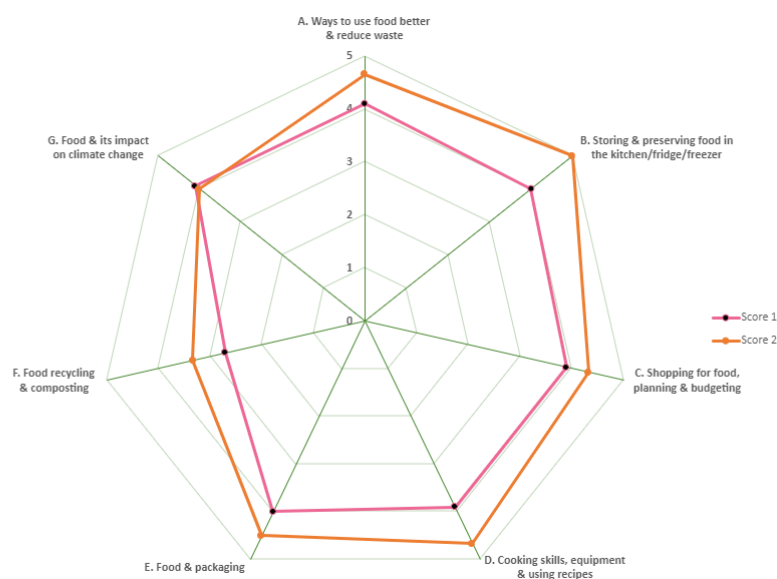 A. Ways to use food better
& reduce waste
5
4
3
2
1
0
G. Food & its impact
on climate change
B. Storing & preserving food in
the kitchen/fridge/freezer
Score 1
Score 2
F. Food recycling
& composting
C. Shopping for food,
planning & budgeting
E. Food & packaging
D. Cooking skills, equipment
& using recipes